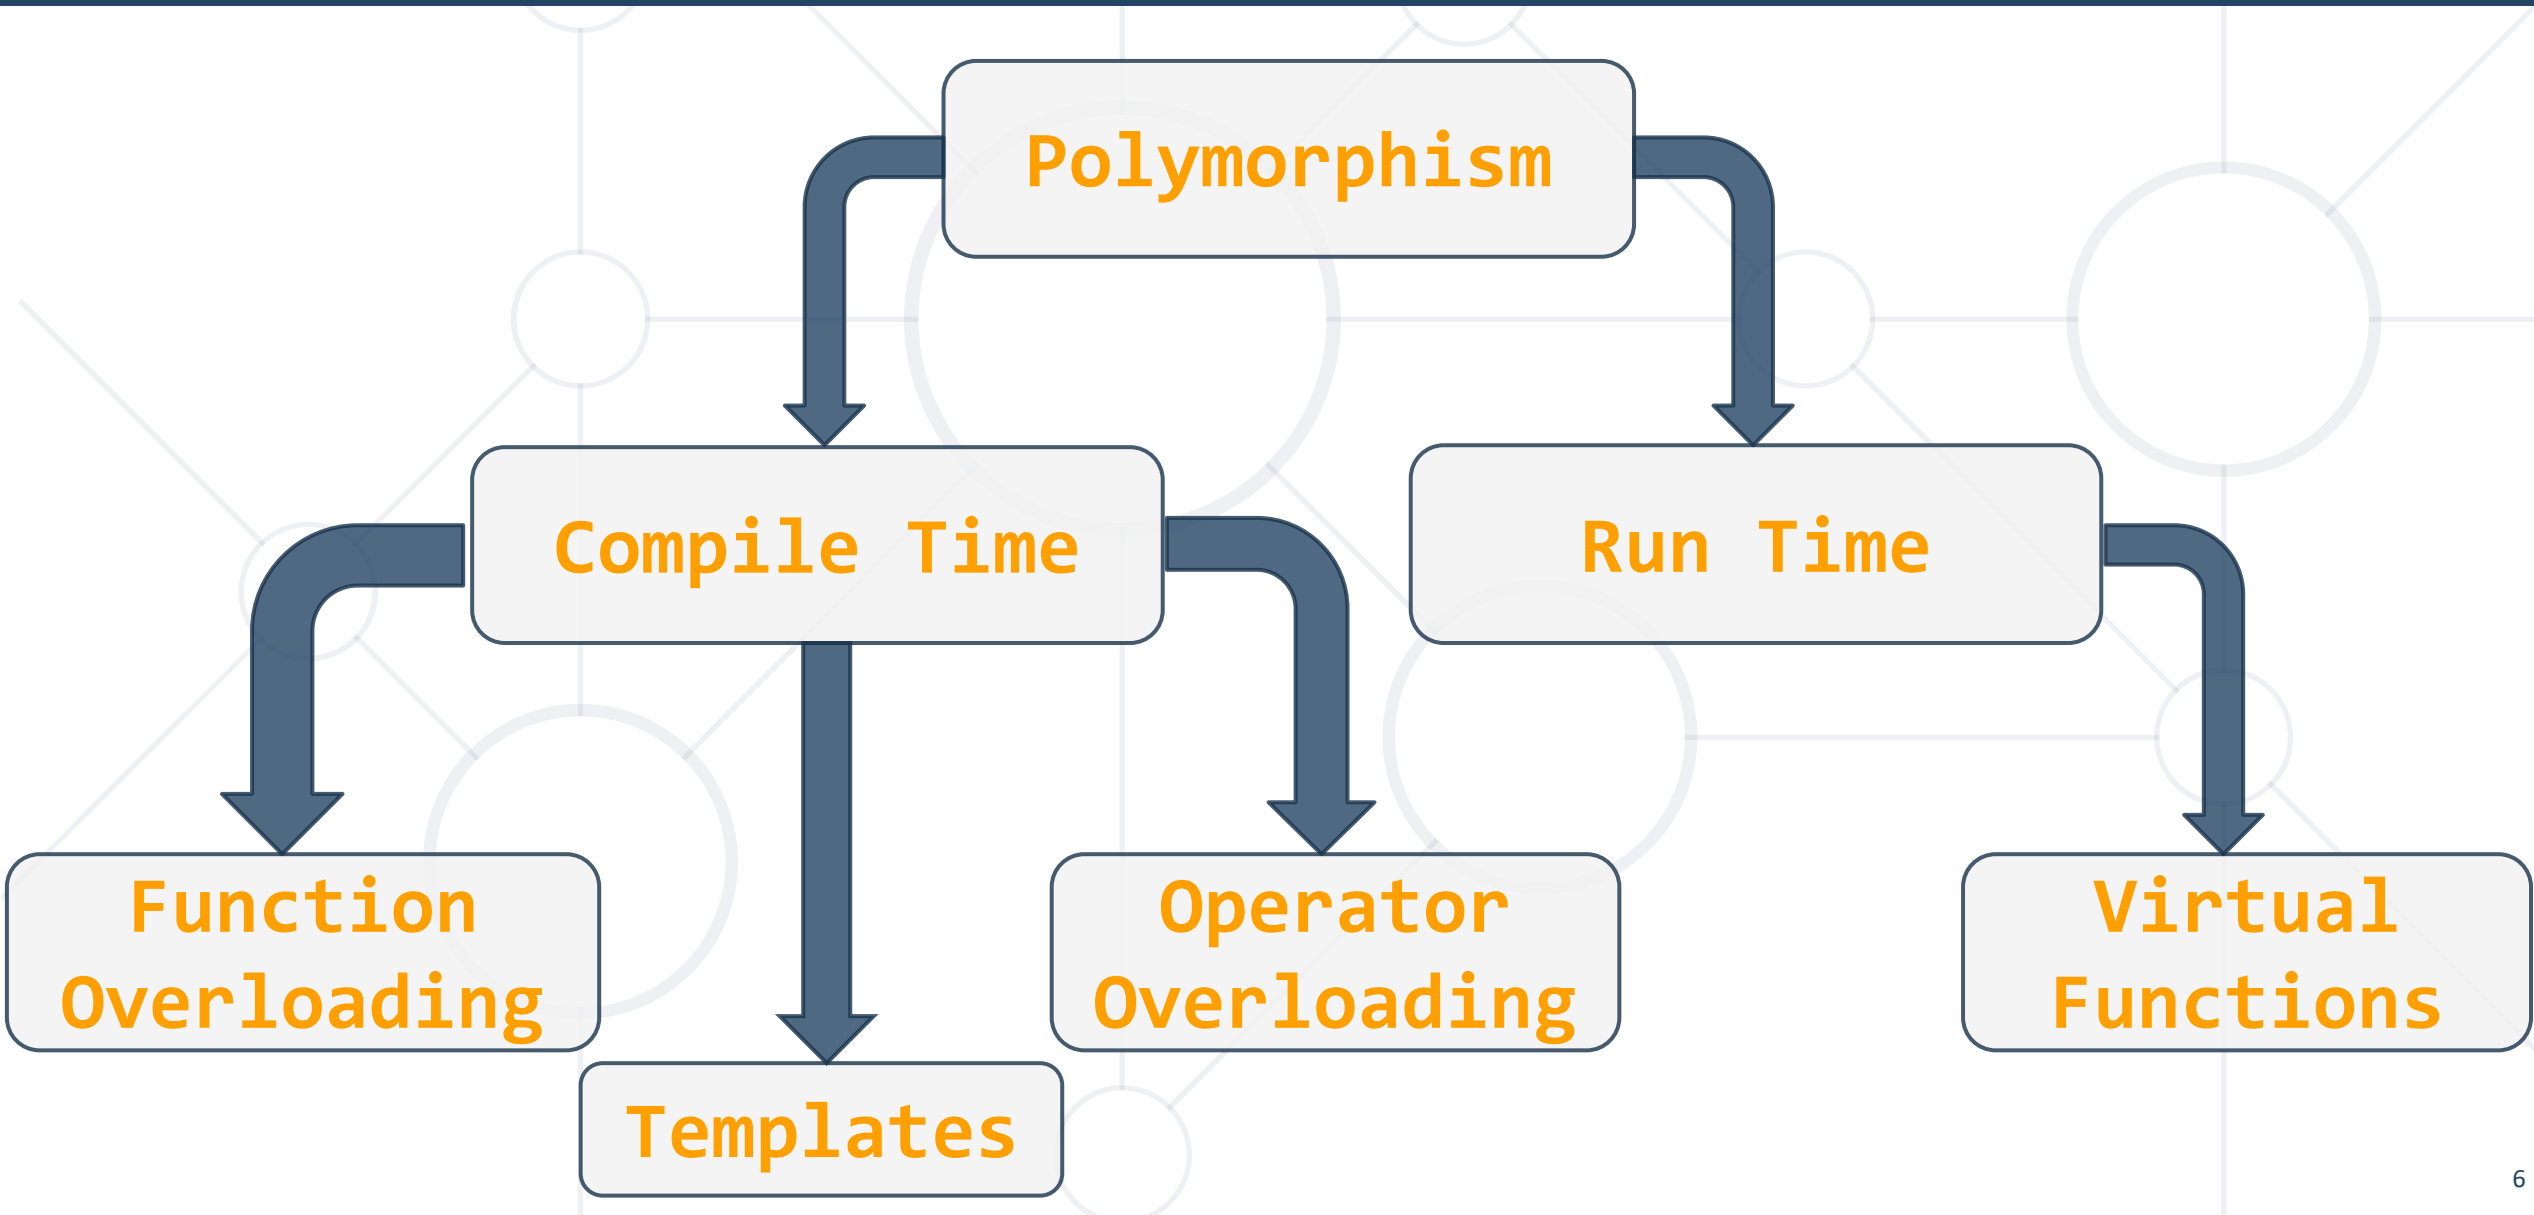 Polymorphism
Compile Time
Run Time
Function
Overloading
Operator
Overloading
Virtual
Functions
Templates
6